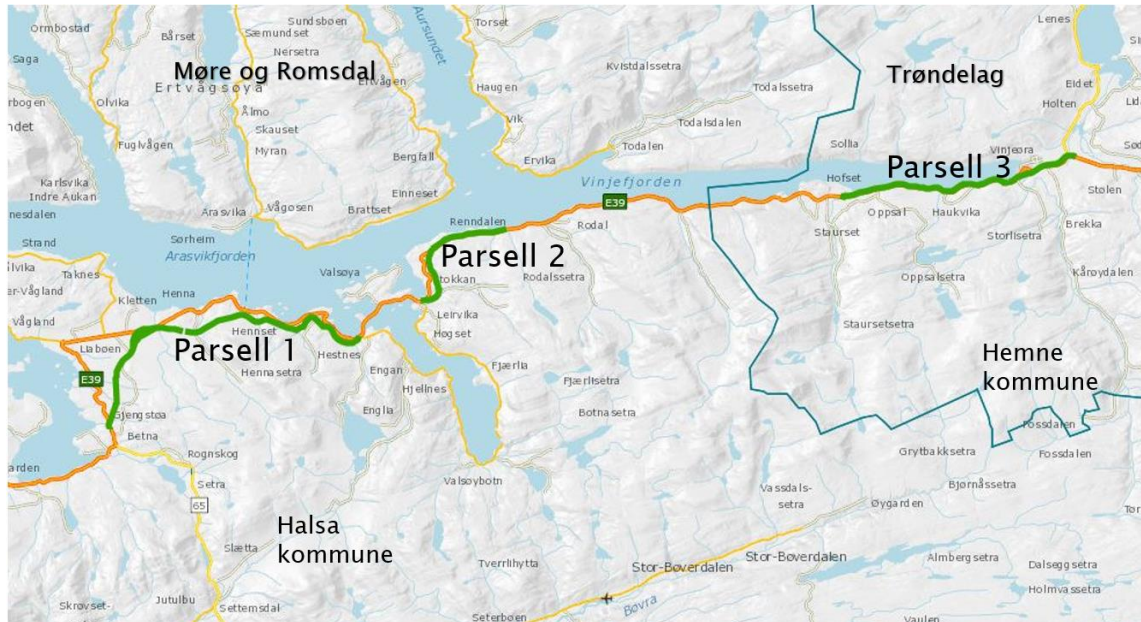 Ormbostad
Bårset
Sundsbøen
Sæmundset
Nersetra
Torset
Aursundet
Saga
Møre og Romsdal
Ertvågsøya
Ertvågen
Kvistdalssetra
Trøndelag
Lenes
Olvika
Ålmo
Haugen
Todalssetra
Eidet
Holten
Skauset
Vik
Todalsdalen
Fuglvågen
Myran
Bergfall
Ervika
Todalen
Sollia
Vinjeøra
Karlsvika
Indre Aukan
Einneset
Vinjefjorden
Hofset
Parsell 3
Stolen
Arasvika
Vågosen
Brattset
E39
Oppsal
Haukvika
Strand
Sørheim
Renndalen
Rodal
Staurset
Storlisetra
Brekka
Arasvikfjorden
Parsell 2
Taknes
Valsøya
Stokkan
Rodalssetra
Oppsalsetra
Kårøydalen
Kletten
Henna
Leirvika
Vågland
Hennset
Høgset
Staursetsetra
Liabøen
Parsell 1
Hestnes
Hennasetra
Fjærlia
Hemne
kommune
E39
Engan
Hjellnes
Fjærlisetra
Gjengstøa
Englia
Botnasetra
Betna
Fossdalen
Rognskog
Grytbakksetra
Fossdalen
Setra
Valsøybotn
Vassdals-
setra
Bjørnåssetra
65
Øygarden
Halsa
kommune
Slætta
Tverrlihytta
Stor-Bøverdalen
Stor-Bøverdalen
Almbergsetra
Dalseggsetra
Holmvassetra
Skrøvset-
Jutulbu
Settemsdal
Seterbøen
Bøvra
Vaulen